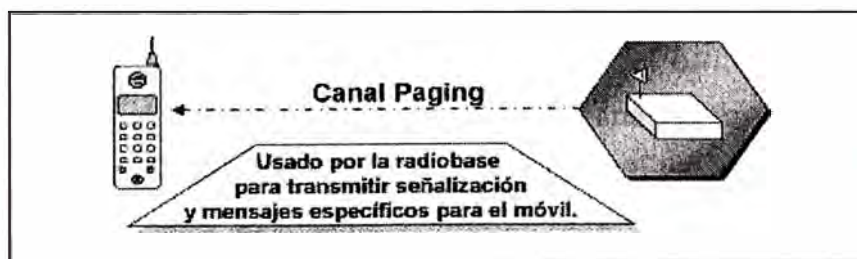 Canal Paging
Usado por la radiobase
para transmitir señalización
y mensajes específicos para el móvil.